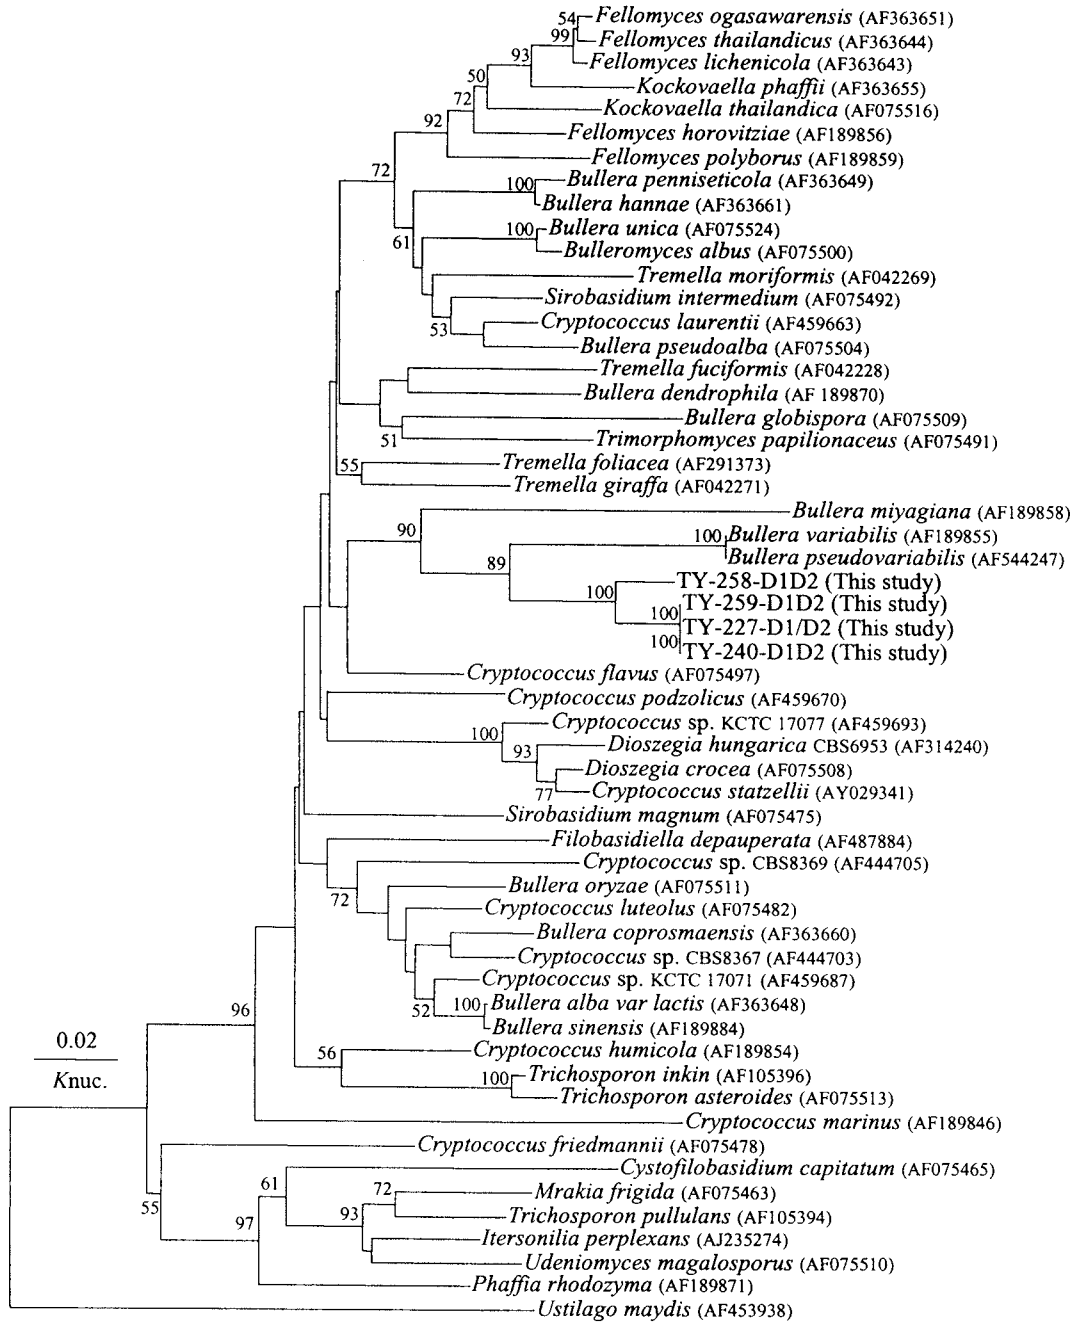 54
Fellomyces ogasawarensis (AF363651)
99
Fellomyces thailandicus (AF363644)
93
Fellomyces lichenicola (AF363643)
50
Kockovaella phaffii (AF363655)
72
Kockovaella thailandica (AF075516)
92
Fellomyces horovitziae (AF189856)
Fellomyces polyborus (AF189859)
72
100
Bullera penniseticola (AF363649)
Bullera hannae (AF363661)
61
100
Bullera unica (AF075524)
Bulleromyces albus (AF075500)
Tremella moriformis (AF042269)
Sirobasidium intermedium (AF075492)
53
Cryptococcus laurentii (AF459663)
Bullera pseudoalba (AF075504)
Tremella fuciformis (AF042228)
Bullera dendrophila (AF 189870)
Bullera globispora (AF075509)
51
Trimorphomyces papilionaceus (AF075491)
55
Tremella foliacea (AF291373)
Tremella giraffa (AF042271)
Bullera miyagiana (AF189858)
90
100
Bullera variabilis (AF189855)
Bullera pseudovariabilis (AF544247)
89
TY-258-D1D2 (This study)
100
TY-259-D1D2 (This study)
100
TY-227-D1/D2 (This study)
100
TY-240-D1D2 (This study)
Cryptococcus flavus (AF075497)
Cryptococcus podzolicus (AF459670)
100
Cryptococcus sp. KCTC 17077 (AF459693)
93
Dioszegia hungarica CBS6953 (AF314240)
Dioszegia crocea (AF075508)
77
Cryptococcus statzellii (AY029341)
Sirobasidium magnum (AF075475)
Filobasidiella depauperata (AF487884)
Cryptococcus sp. CBS8369 (AF444705)
72
Bullera oryzae (AF075511)
Cryptococcus luteolus (AF075482)
Bullera coprosmaensis (AF363660)
Cryptococcus sp. CBS8367 (AF444703)
Cryptococcus sp. KCTC 17071 (AF459687)
52
100
Bullera alba var lactis (AF363648)
Bullera sinensis (AF189884)
96
56
Cryptococcus humicola (AF189854)
100
Trichosporon inkin (AF105396)
Trichosporon asteroides (AF075513)
0.02
Knuc.
Cryptococcus marinus (AF189846)
Cryptococcus friedmannii (AF075478)
55
61
Cystofilobasidium capitatum (AF075465)
72
Mrakia frigida (AF075463)
97
93
Trichosporon pullulans (AF105394)
Itersonilia perplexans (AJ235274)
Udeniomyces magalosporus (AF075510)
Phaffia rhodozyma (AF189871)
Ustilago maydis (AF453938)